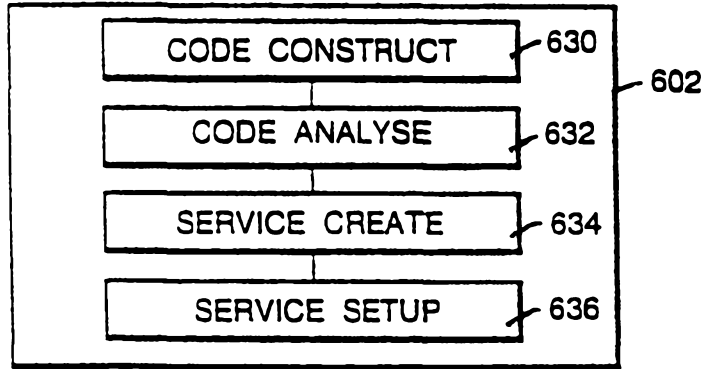 CODE CONSTRUCT 630
602
CODE ANALYSE 632
SERVICE CREATE 634
SERVICE SETUP 636